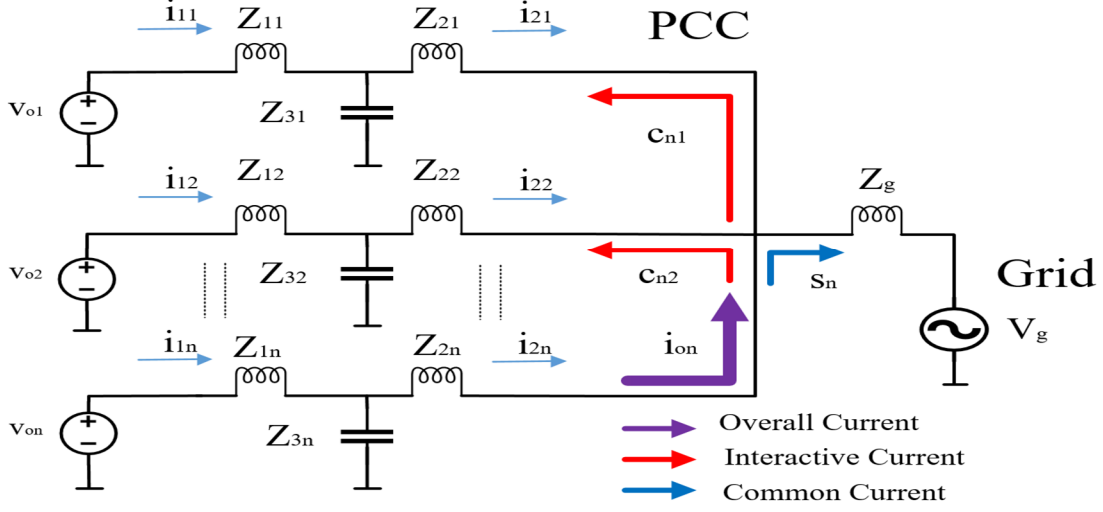 i11 Z11 Z21 i21 PCC
vo1 + − Z31 cn1
i12 Z12 Z22 i22 Zg
vo2 + − Z32 cn2 sn Grid
i1n Z1n Z2n i2n ion Vg
von + − Z3n
Overall Current
Interactive Current
Common Current